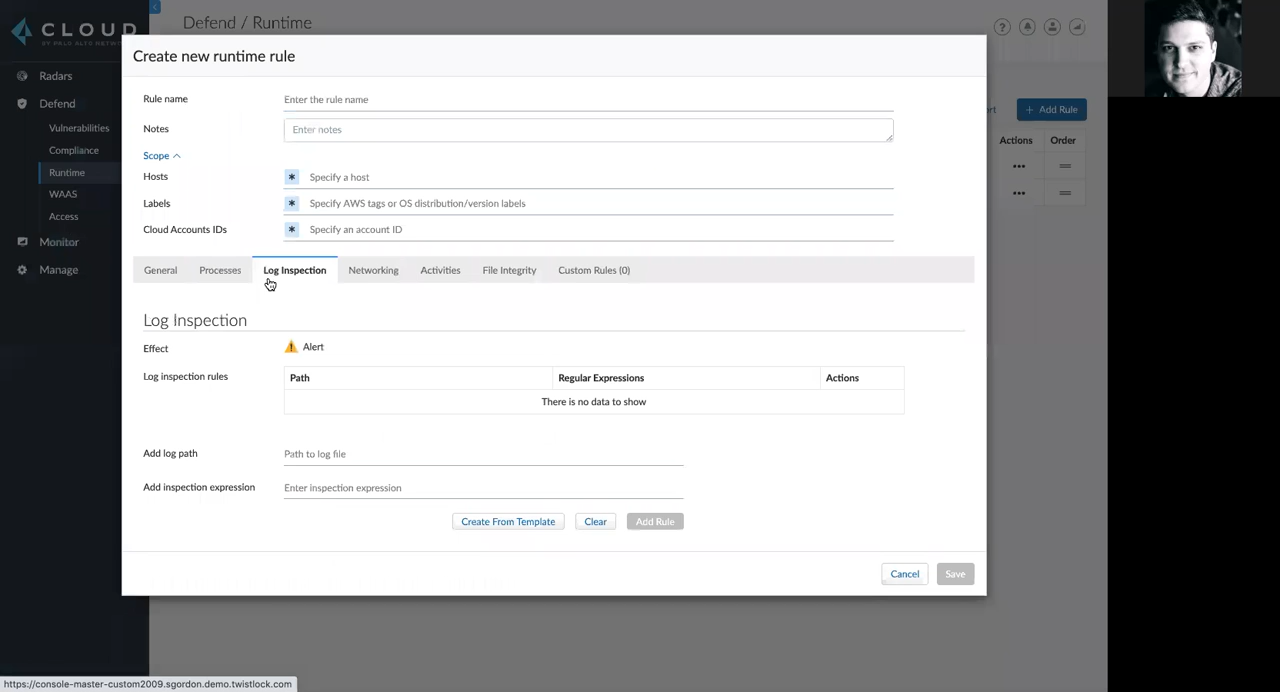 CLOUD
BY PALO ALTO
Defend / Runtime
Radars
Defend
Vulnerabilities
Compliance
Runtime
WAAS
Access
Monitor
Manage
+ Add Rule
Actions Order
Create new runtime rule
Rule name Enter the rule name
Notes Enter notes
Scope
Hosts * Specify a host
Labels * Specify AWS tags or OS distribution/version labels
Cloud Accounts IDs * Specify an account ID
General Processes Log Inspection Networking Activities File Integrity Custom Rules (0)
Log Inspection
Effect Alert
Log inspection rules Path Regular Expressions Actions
There is no data to show
Add log path Path to log file
Add inspection expression Enter inspection expression
Create From Template Clear Add Rule
Cancel Save
https://console-master-custom2009.sgordon.demo.twistlock.com